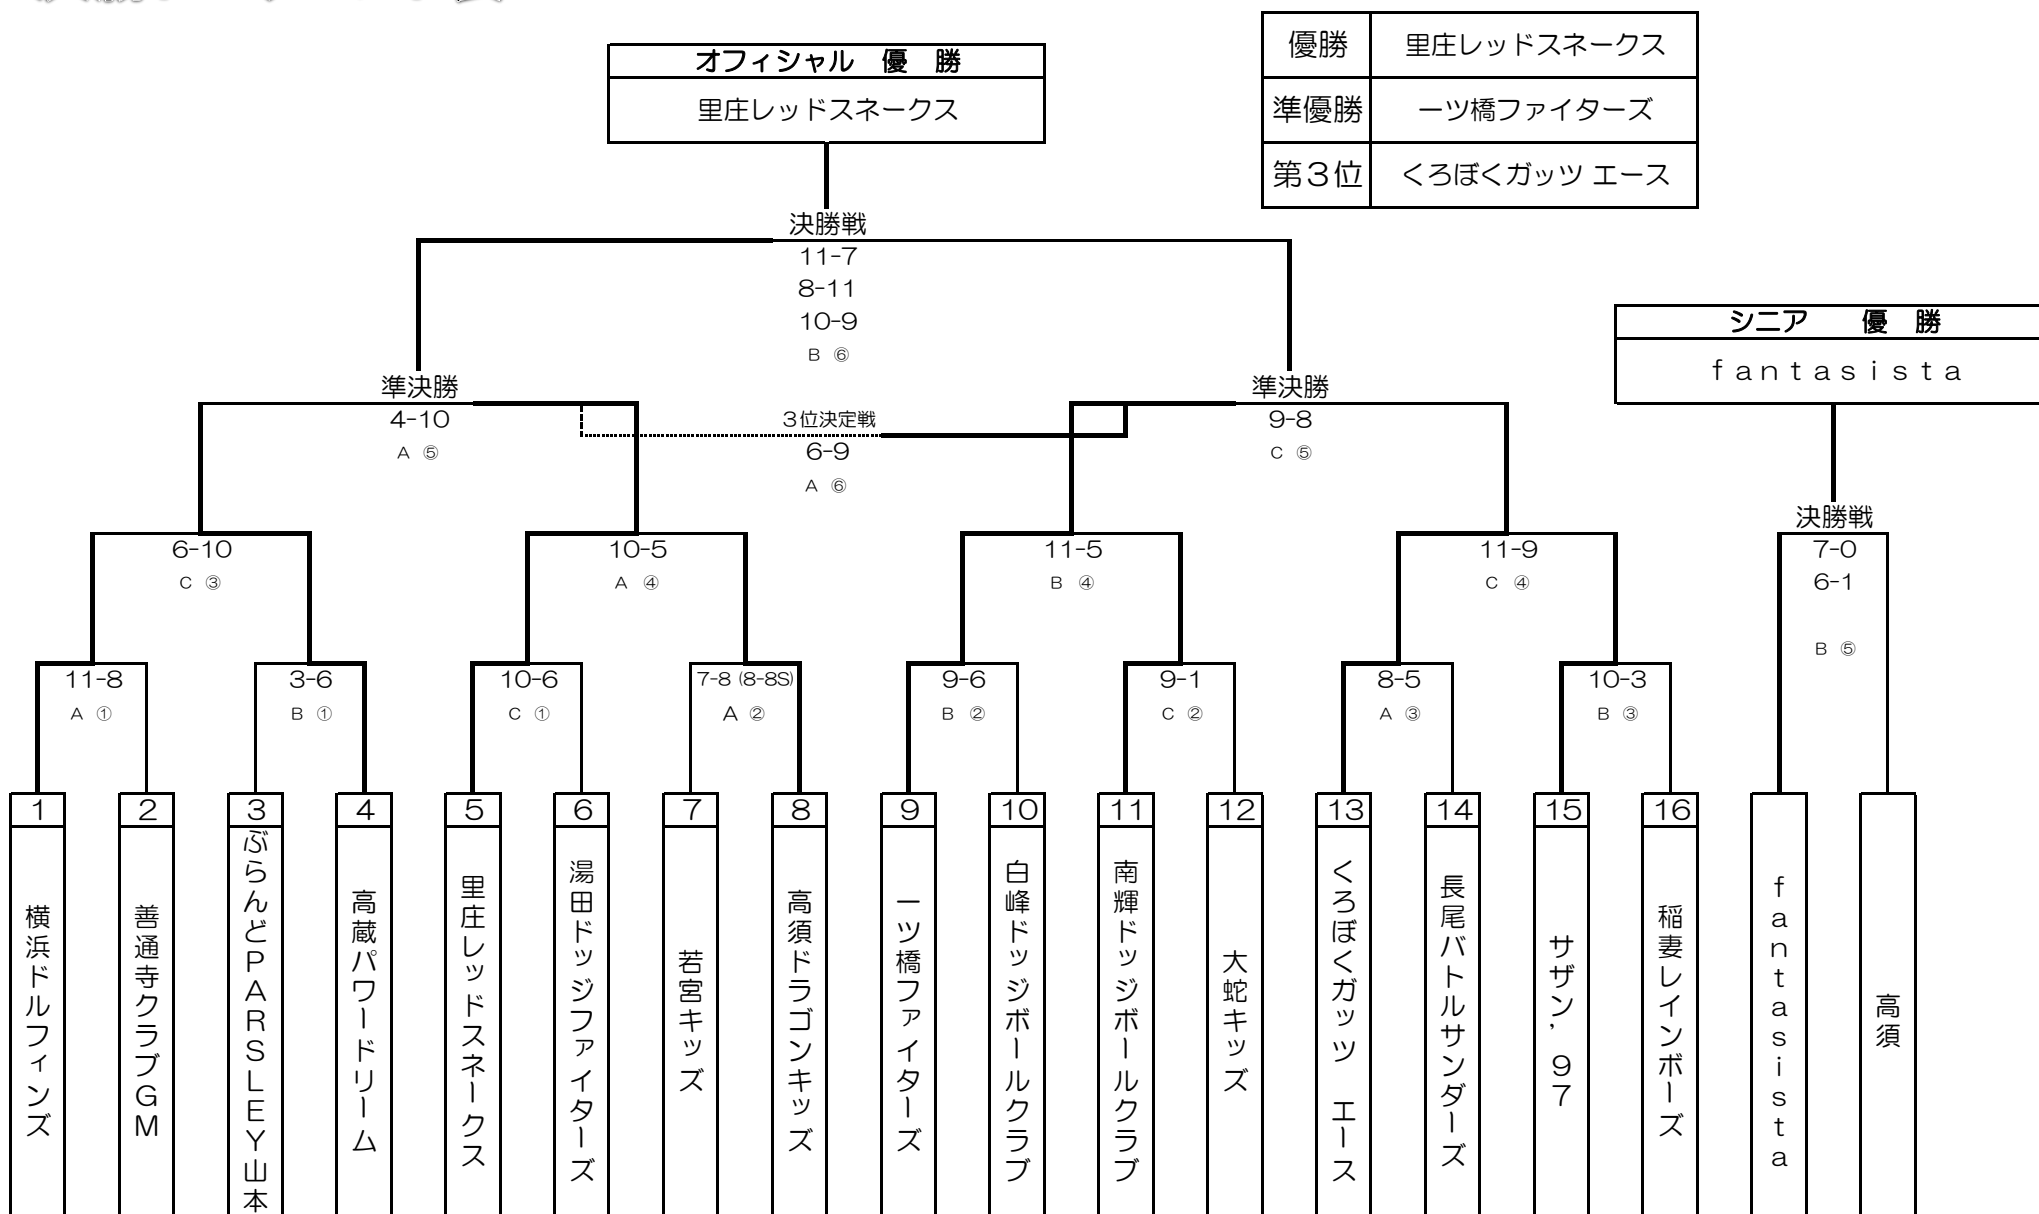 優勝 里庄レッドスネークス
準優勝 一ツ橋ファイターズ
第3位 くろぼくガッツ エース
オフィシャル 優 勝
里庄レッドスネークス
決勝戦
11-7
8-11
10-9
B ⑥
シニア 優 勝
ｆａｎｔａｓｉｓｔａ
準決勝
4-10
A ⑤
3位決定戦
6-9
A ⑥
準決勝
9-8
C ⑤
決勝戦
7-0
6-1
B ⑤
6-10
C ③
10-5
A ④
11-5
B ④
11-9
C ④
11-8
A ①
3-6
B ①
10-6
C ①
7-8 (8-8S)
A ②
9-6
B ②
9-1
C ②
8-5
A ③
10-3
B ③
1 横浜ドルフィンズ
2 善通寺クラブGM
3 ぶらんどPARSLEY山本
4 高蔵パワードリーム
5 里庄レッドスネークス
6 湯田ドッジファイターズ
7 若宮キッズ
8 高須ドラゴンキッズ
9 一ツ橋ファイターズ
10 白峰ドッジボールクラブ
11 南輝ドッジボールクラブ
12 大蛇キッズ
13 くろぼくガッツ エース
14 長尾バトルサンダーズ
15 サザン’97
16 稲妻レインボーズ
ｆａｎｔａｓｉｓｔａ
高須